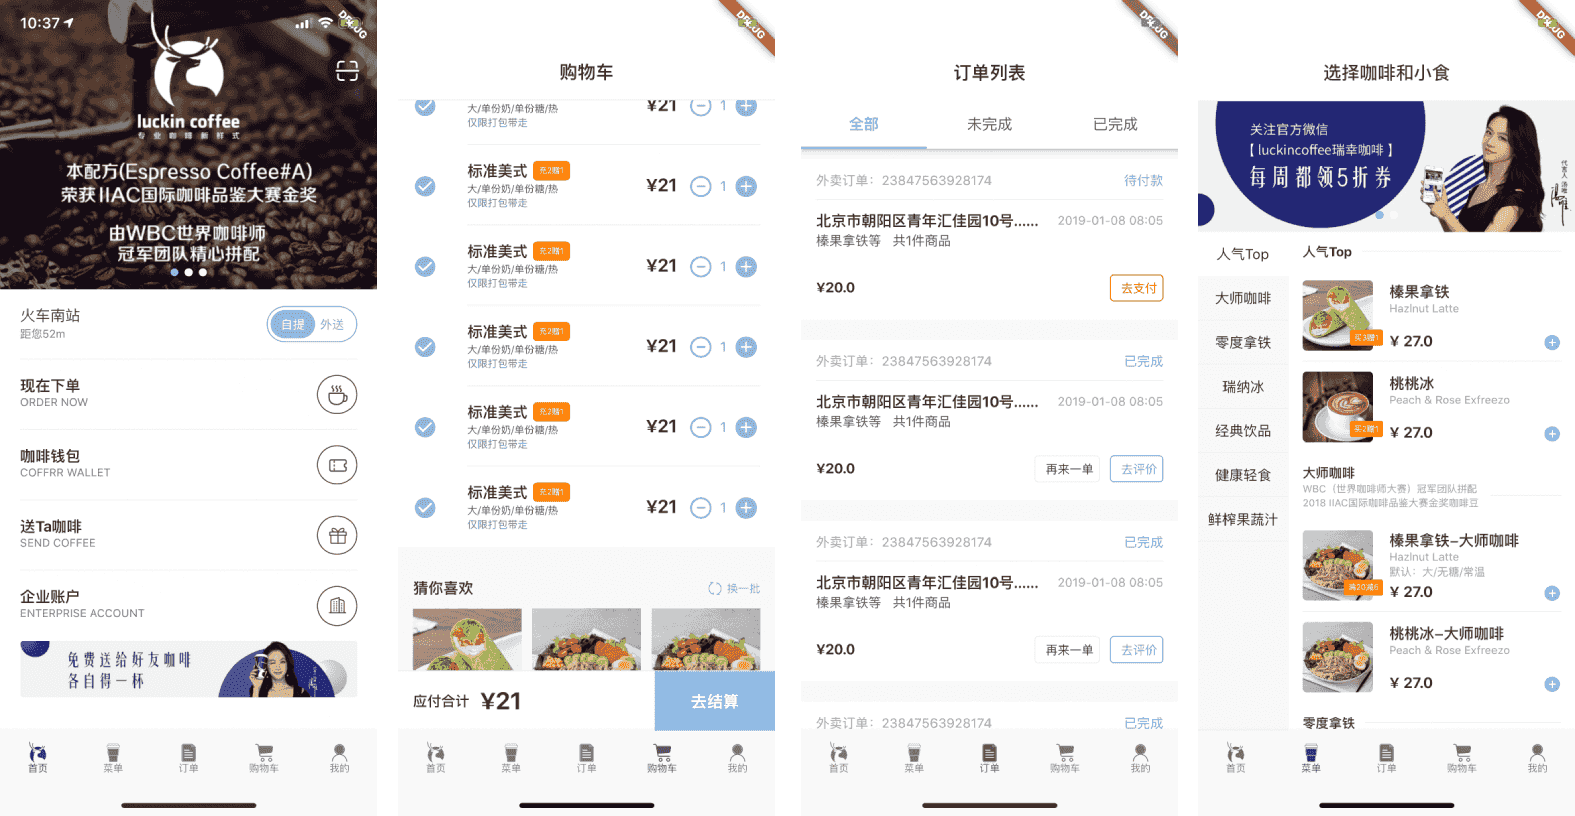 10:37
DEBUG
luckin coffee
专业咖啡新鲜式
本配方(Espresso Coffee#A)
荣获IIAC国际咖啡品鉴大赛金奖
由WBC世界咖啡师
冠军团队精心拼配
火车南站
距您52m
自提
外送
现在下单
ORDER NOW
咖啡钱包
COFFRR WALLET
送Ta咖啡
SEND COFFEE
企业账户
ENTERPRISE ACCOUNT
免费送给好友咖啡
各自得一杯
首页
菜单
订单
购物车
我的
DEBUG
购物车
大/单份奶/单份糖/热
仅限打包带走
¥21
1
标准美式
充2赠1
大/单份奶/单份糖/热
仅限打包带走
¥21
1
标准美式
充2赠1
大/单份奶/单份糖/热
仅限打包带走
¥21
1
标准美式
充2赠1
大/单份奶/单份糖/热
仅限打包带走
¥21
1
标准美式
充2赠1
大/单份奶/单份糖/热
仅限打包带走
¥21
1
标准美式
充2赠1
大/单份奶/单份糖/热
仅限打包带走
¥21
1
猜你喜欢
换一批
应付合计 ¥21
去结算
首页
菜单
订单
购物车
我的
DEBUG
订单列表
全部
未完成
已完成
外卖订单：23847563928174
待付款
北京市朝阳区青年汇佳园10号......
2019-01-08 08:05
榛果拿铁等 共1件商品
¥20.0
去支付
外卖订单：23847563928174
已完成
北京市朝阳区青年汇佳园10号......
2019-01-08 08:05
榛果拿铁等 共1件商品
¥20.0
再来一单
去评价
外卖订单：23847563928174
已完成
北京市朝阳区青年汇佳园10号......
2019-01-08 08:05
榛果拿铁等 共1件商品
¥20.0
再来一单
去评价
外卖订单：23847563928174
已完成
首页
菜单
订单
购物车
我的
DEBUG
选择咖啡和小食
关注官方微信
【luckincoffee瑞幸咖啡】
每周都领5折券
代言人 汤唯
人气Top
大师咖啡
零度拿铁
瑞纳冰
经典饮品
健康轻食
鲜榨果蔬汁
人气Top
榛果拿铁
Hazlnut Latte
买2赠1
¥ 27.0
桃桃冰
Peach & Rose Exfreezo
买2赠1
¥ 27.0
大师咖啡
WBC（世界咖啡师大赛）冠军团队拼配
2018 IIAC国际咖啡品鉴大赛金奖咖啡豆
榛果拿铁–大师咖啡
Hazlnut Latte
默认：大/无糖/常温
满20减6
¥ 27.0
桃桃冰–大师咖啡
Peach & Rose Exfreezo
¥ 27.0
零度拿铁
首页
菜单
订单
购物车
我的